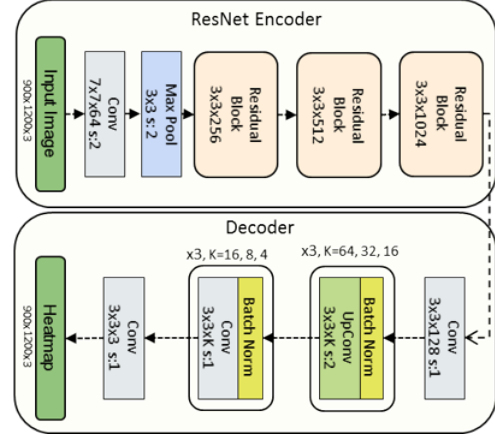 ResNet Encoder
Input Image
900x1200x3
Conv
7x7x64 s:2
Max Pool
3x3 s:2
Residual
Block
3x3x256
Residual
Block
3x3x512
Residual
Block
3x3x1024
Decoder
Conv
3x3x128 s:1
x3, K=64, 32, 16
Batch Norm
UpConv
3x3xK s:2
x3, K=16, 8, 4
Batch Norm
Conv
3x3xK s:1
Conv
3x3x3 s:1
Heatmap
900x1200x3